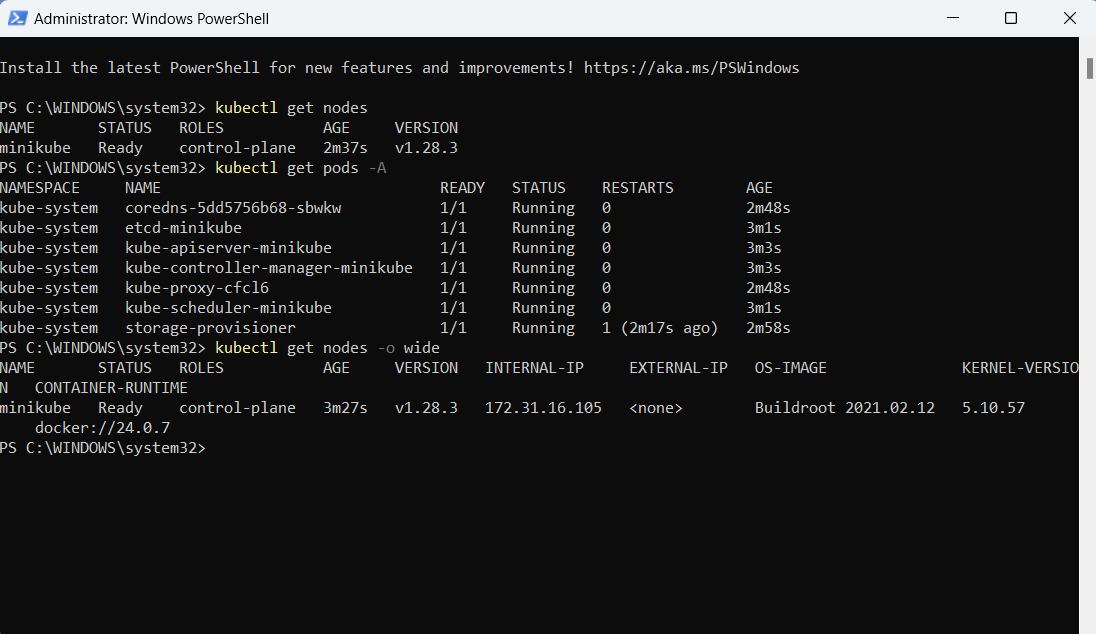 Administrator: Windows PowerShell
Install the latest PowerShell for new features and improvements! https://aka.ms/PSWindows
PS C:\WINDOWS\system32> kubectl get nodes
NAME       STATUS   ROLES           AGE     VERSION
minikube   Ready    control-plane   2m37s   v1.28.3
PS C:\WINDOWS\system32> kubectl get pods -A
NAMESPACE     NAME                               READY   STATUS    RESTARTS        AGE
kube-system   coredns-5dd5756b68-sbwkw           1/1     Running   0               2m48s
kube-system   etcd-minikube                      1/1     Running   0               3m1s
kube-system   kube-apiserver-minikube            1/1     Running   0               3m3s
kube-system   kube-controller-manager-minikube   1/1     Running   0               3m3s
kube-system   kube-proxy-cfcl6                   1/1     Running   0               2m48s
kube-system   kube-scheduler-minikube            1/1     Running   0               3m1s
kube-system   storage-provisioner                1/1     Running   1 (2m17s ago)   2m58s
PS C:\WINDOWS\system32> kubectl get nodes -o wide
NAME       STATUS   ROLES           AGE     VERSION   INTERNAL-IP     EXTERNAL-IP   OS-IMAGE               KERNEL-VERSIO
N   CONTAINER-RUNTIME
minikube   Ready    control-plane   3m27s   v1.28.3   172.31.16.105   <none>        Buildroot 2021.02.12   5.10.57
    docker://24.0.7
PS C:\WINDOWS\system32>